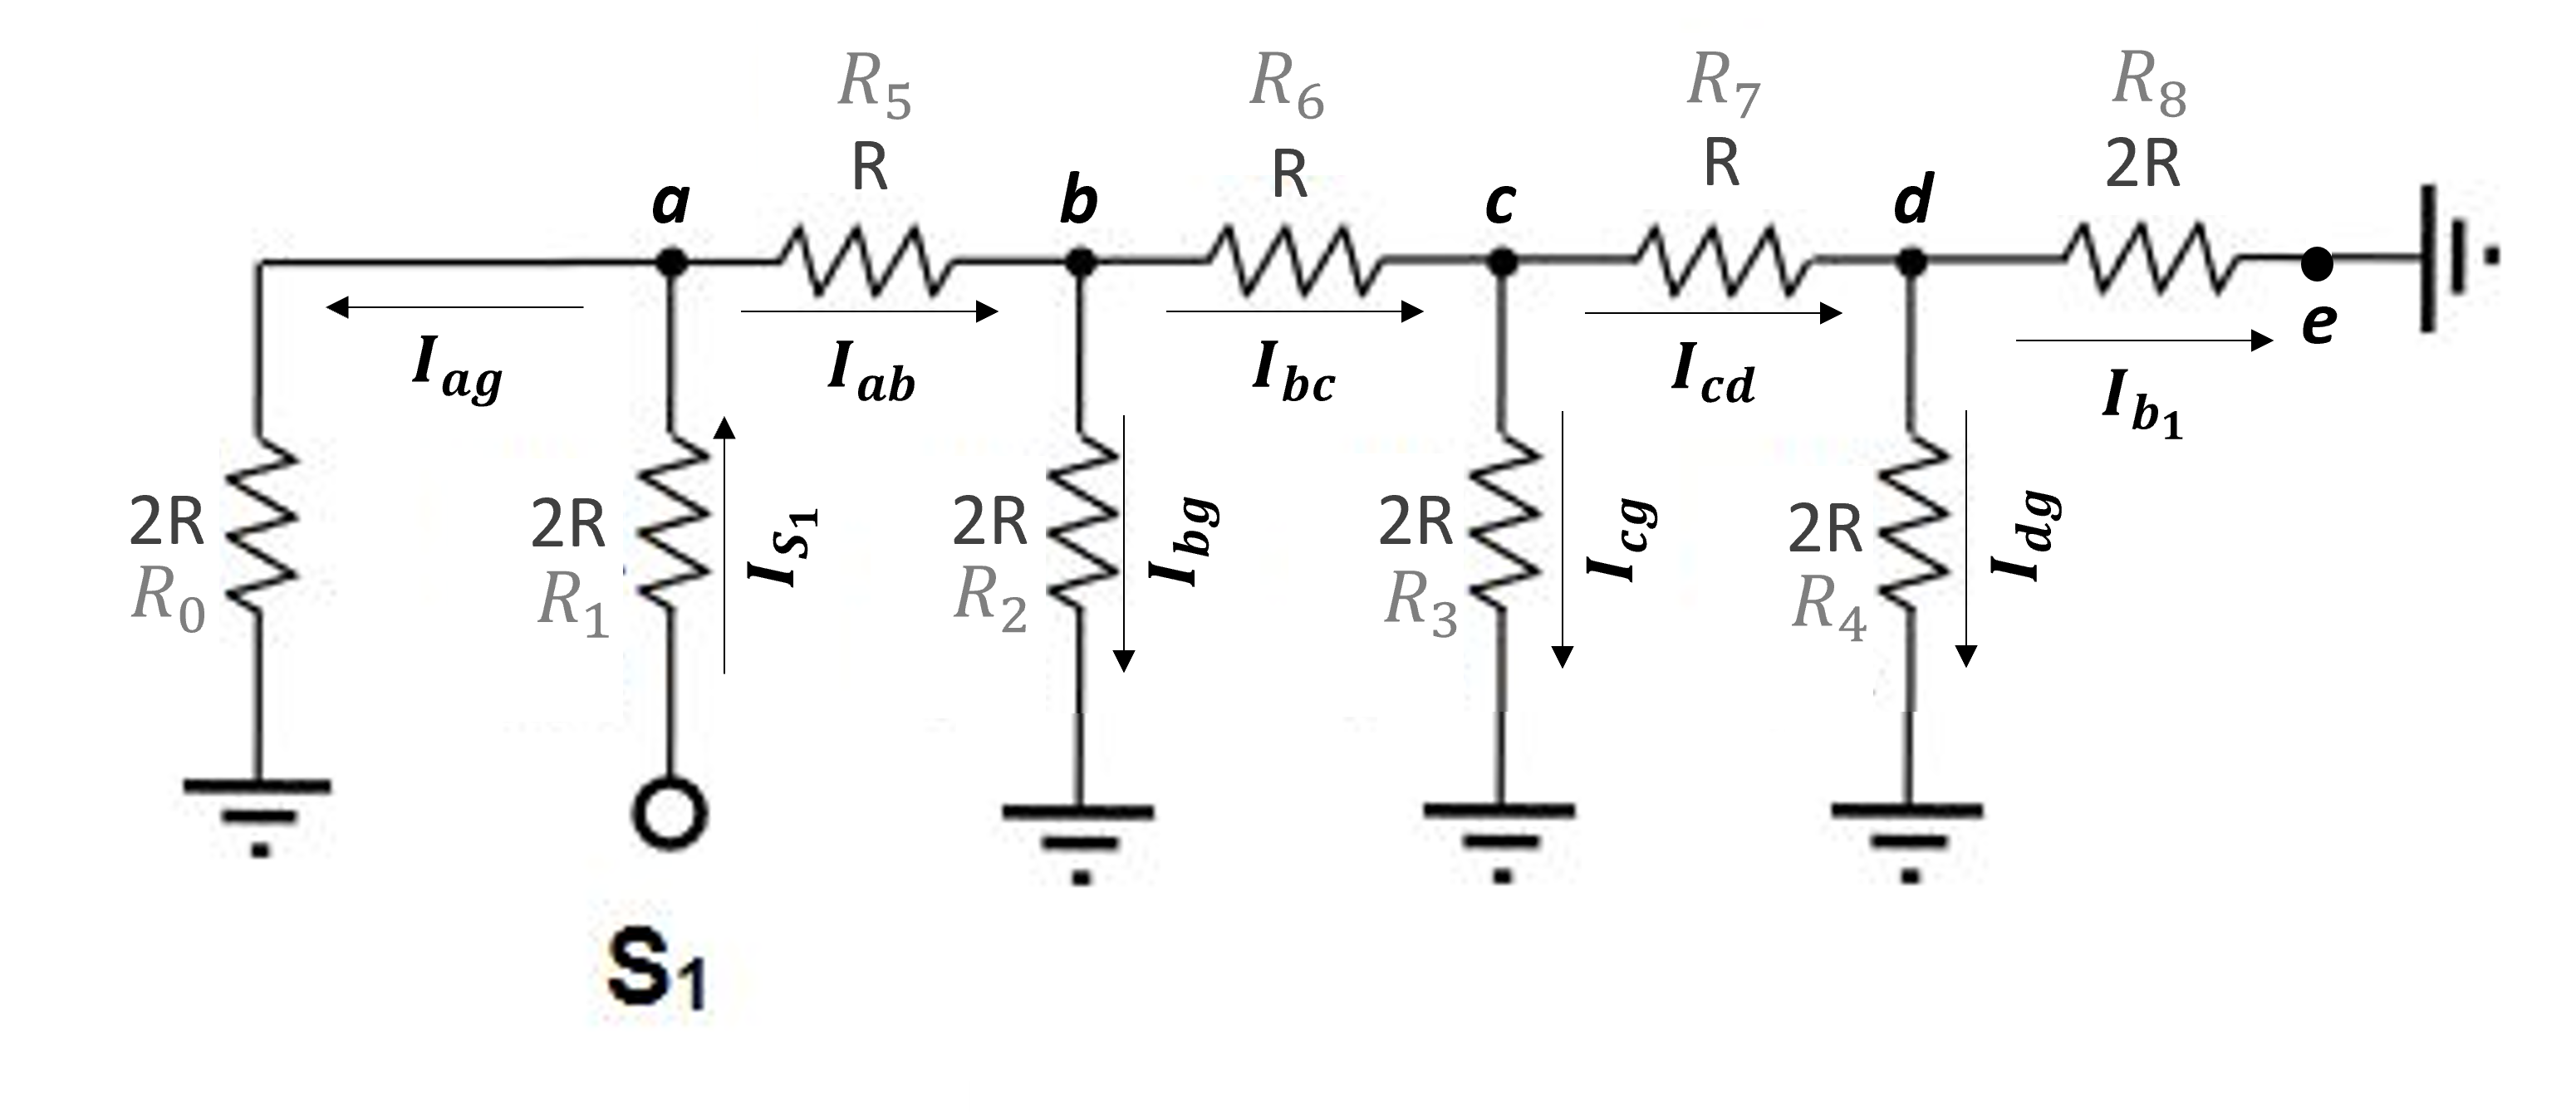 R5 R6 R7 R8
R R R 2R
a b c d
e
Iag Iab Ibc Icd Ib1
2R 2R IS1 2R Ibg 2R Icg 2R Idg
R0 R1 R2 R3 R4
S1